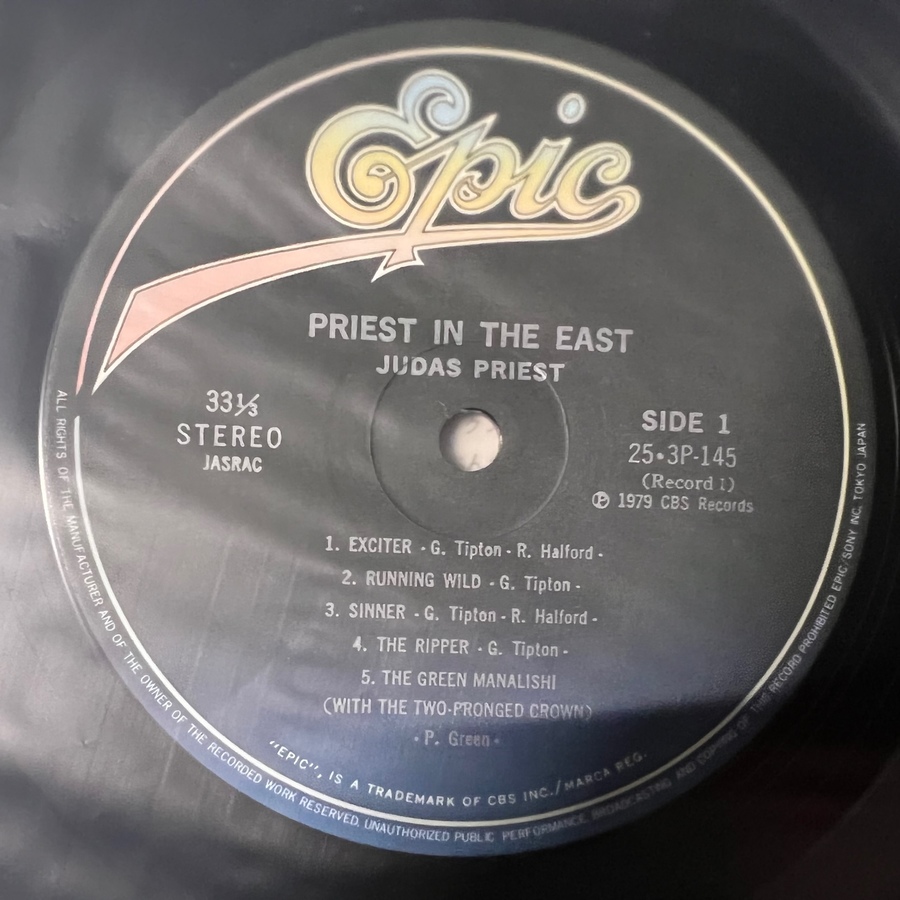 Epic
PRIEST IN THE EAST
JUDAS PRIEST
33⅓
STEREO
JASRAC
SIDE 1
25•3P-145
(Record 1)
℗ 1979 CBS Records
1. EXCITER - G. Tipton - R. Halford -
2. RUNNING WILD - G. Tipton -
3. SINNER - G. Tipton - R. Halford -
4. THE RIPPER - G. Tipton -
5. THE GREEN MANALISHI
(WITH THE TWO-PRONGED CROWN)
- P. Green -
"EPIC", IS A TRADEMARK OF CBS INC./MARCA REG.
ALL RIGHTS OF THE MANUFACTURER AND OF THE OWNER OF THE RECORDED WORK RESERVED. UNAUTHORIZED PUBLIC PERFORMANCE, BROADCASTING AND COPYING OF THIS RECORD PROHIBITED EPIC/SONY INC. TOKYO JAPAN